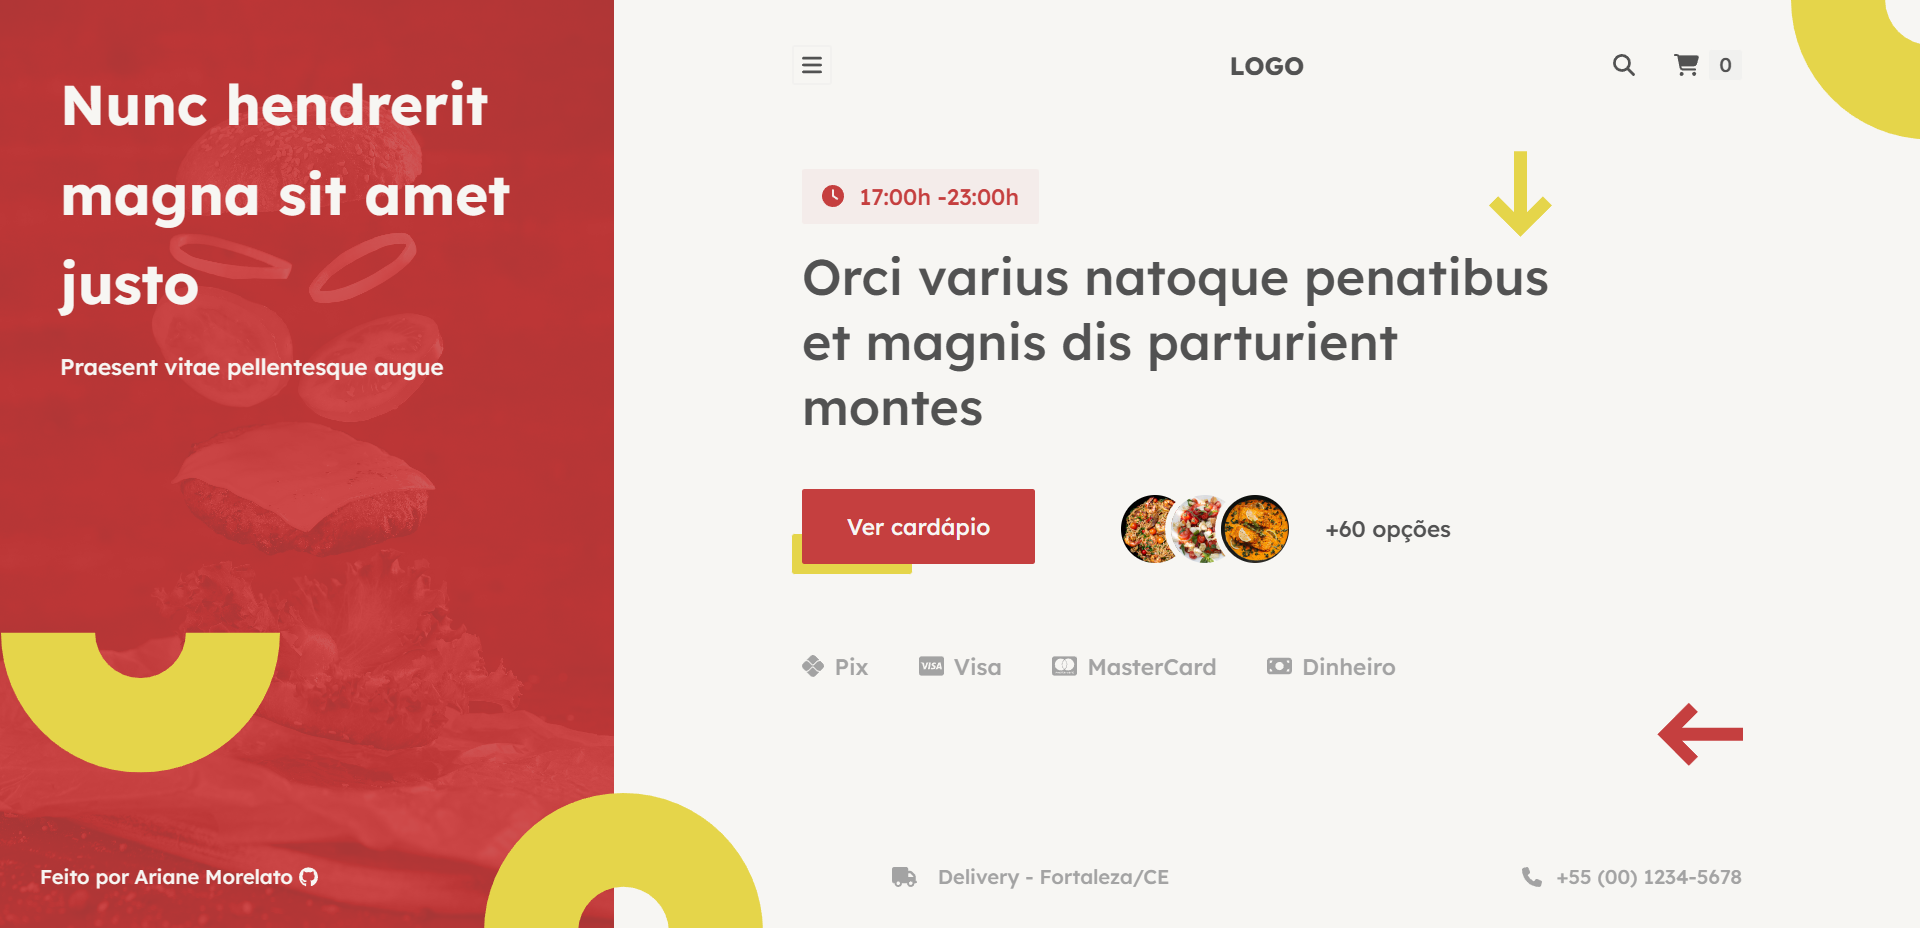 Nunc hendrerit
magna sit amet
justo
Praesent vitae pellentesque augue
Feito por Ariane Morelato
LOGO
0
17:00h -23:00h
Orci varius natoque penatibus
et magnis dis parturient
montes
Ver cardápio
+60 opções
Pix
VISA Visa
MasterCard
Dinheiro
Delivery - Fortaleza/CE
+55 (00) 1234-5678